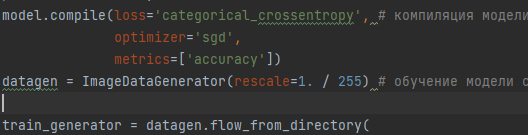 model.compile(loss='categorical_crossentropy', # компиляция модели
optimizer='sgd',
metrics=['accuracy'])
datagen = ImageDataGenerator(rescale=1. / 255) # обучение модели с
train_generator = datagen.flow_from_directory(